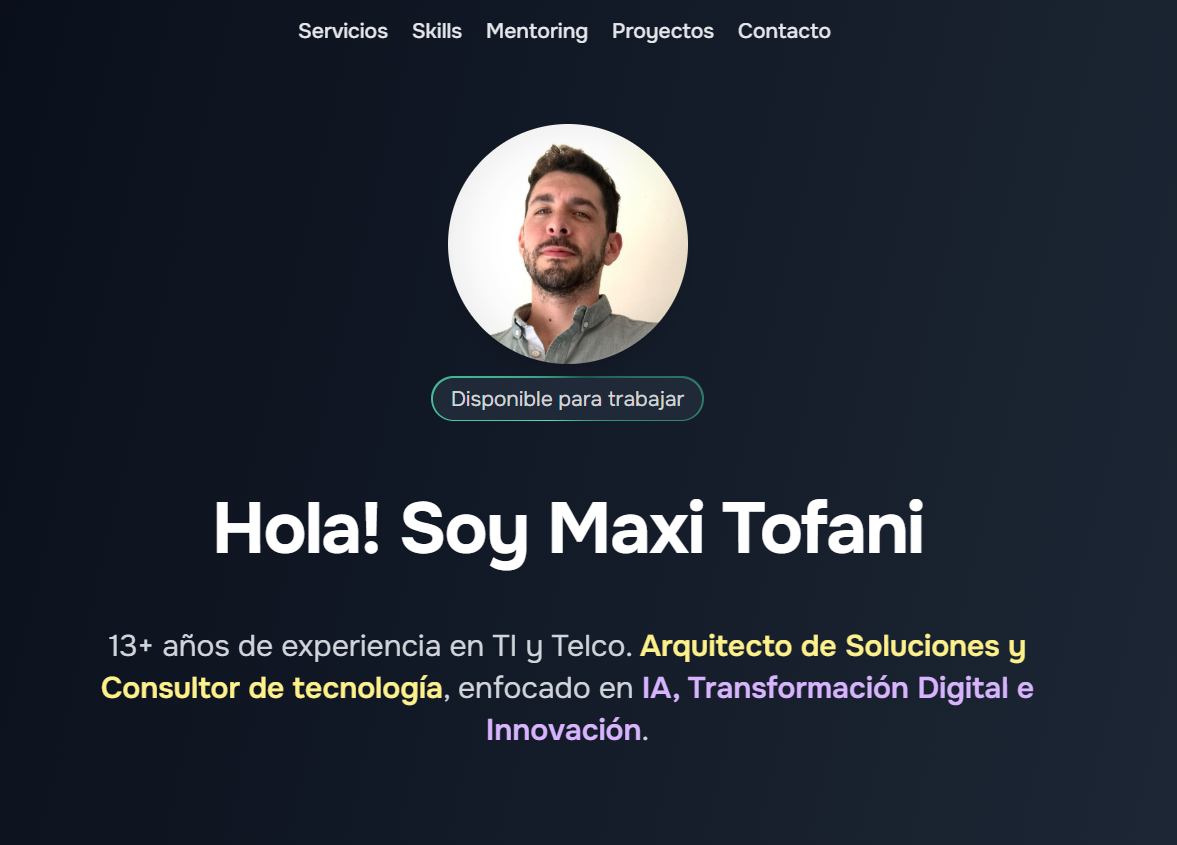 Servicios Skills Mentoring Proyectos Contacto
Disponible para trabajar
Hola! Soy Maxi Tofani
13+ años de experiencia en TI y Telco. Arquitecto de Soluciones y
Consultor de tecnología, enfocado en IA, Transformación Digital e
Innovación.